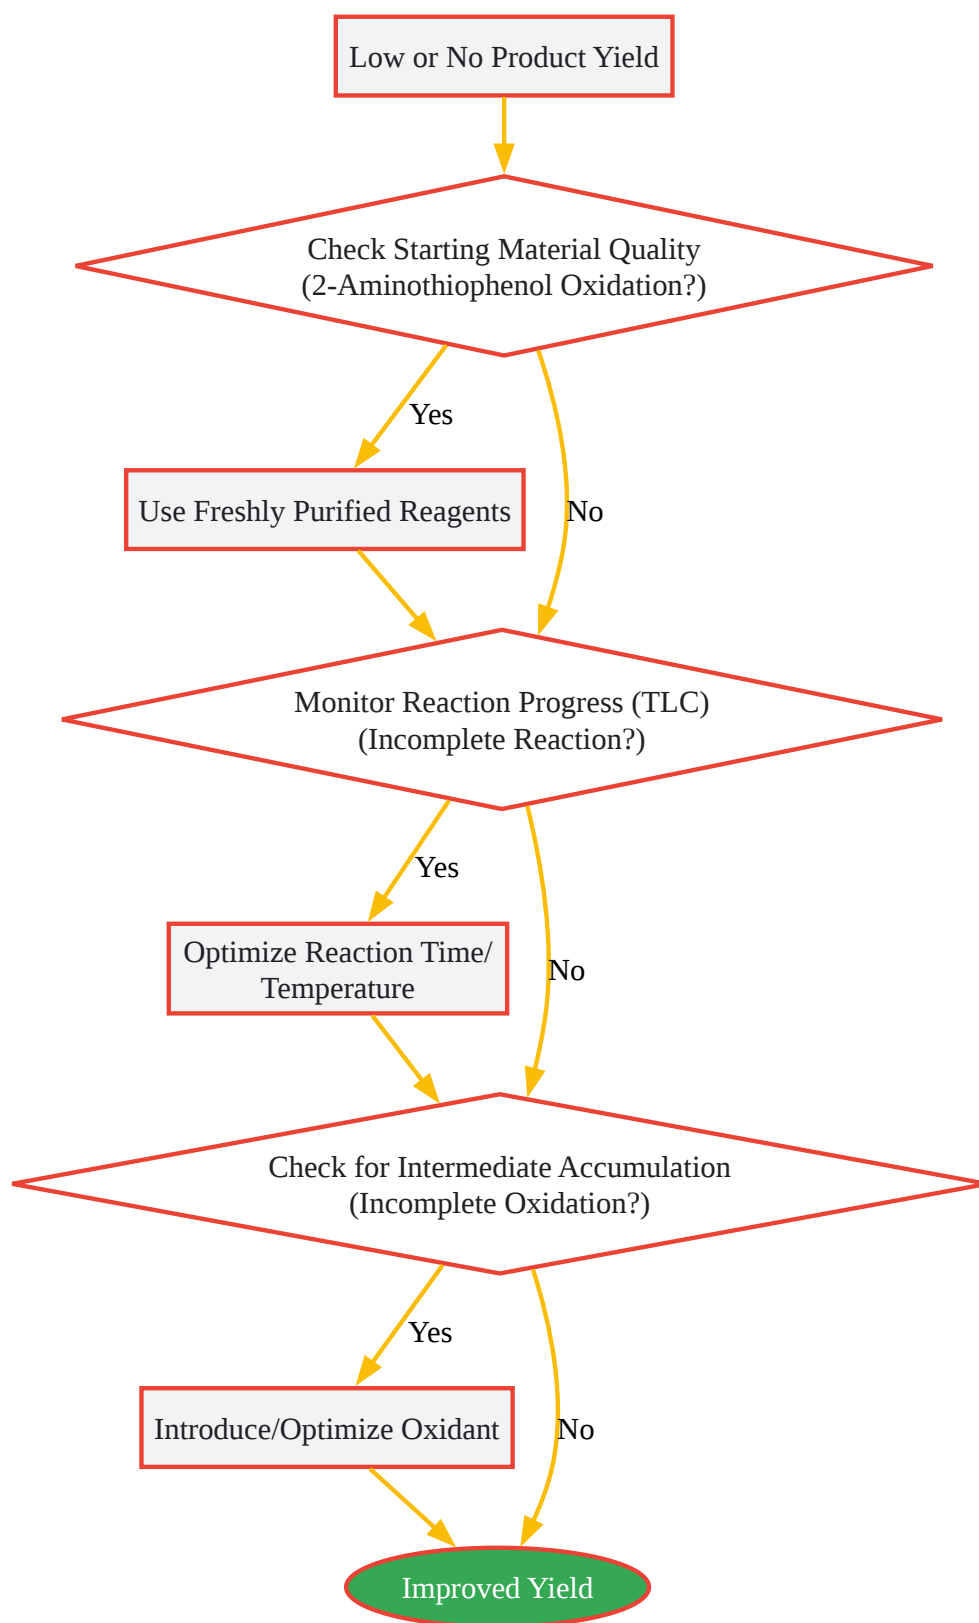 Low or No Product Yield
Check Starting Material Quality
(2-Aminothiophenol Oxidation?)
Yes
Use Freshly Purified Reagents
No
Monitor Reaction Progress (TLC)
(Incomplete Reaction?)
Yes
Optimize Reaction Time/
Temperature
No
Check for Intermediate Accumulation
(Incomplete Oxidation?)
Yes
Introduce/Optimize Oxidant
No
Improved Yield